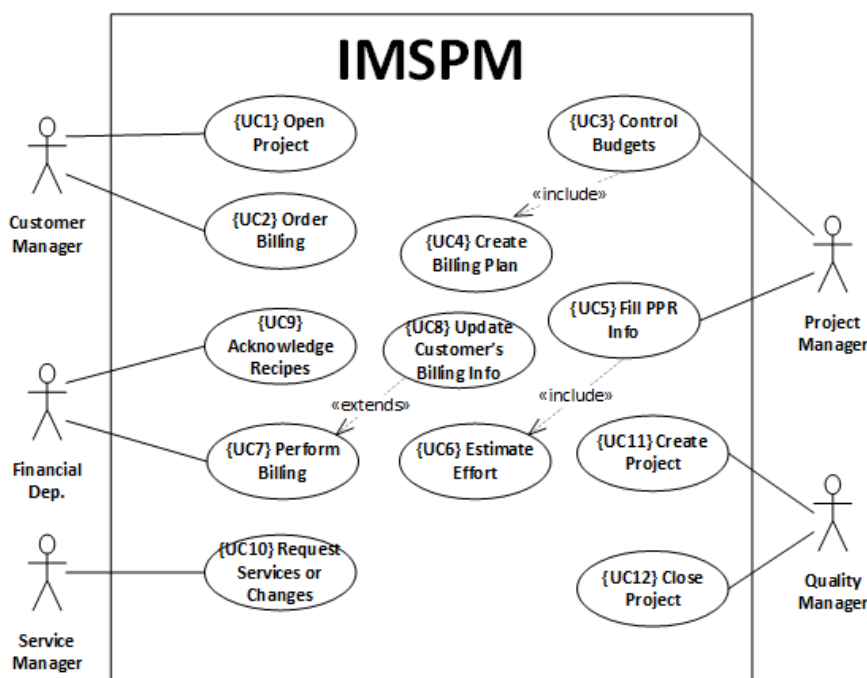 IMSPM
{UC1} Open
Project
{UC3} Control
Budgets
«include»
Customer
Manager
{UC2} Order
Billing
{UC4} Create
Billing Plan
{UC9}
Acknowledge
Recipes
{UC8} Update
Customer's
Billing Info
{UC5} Fill PPR
Info
Project
Manager
«extends»
«include»
Financial
Dep.
{UC7} Perform
Billing
{UC6} Estimate
Effort
{UC11} Create
Project
{UC10} Request
Services or
Changes
{UC12} Close
Project
Quality
Manager
Service
Manager